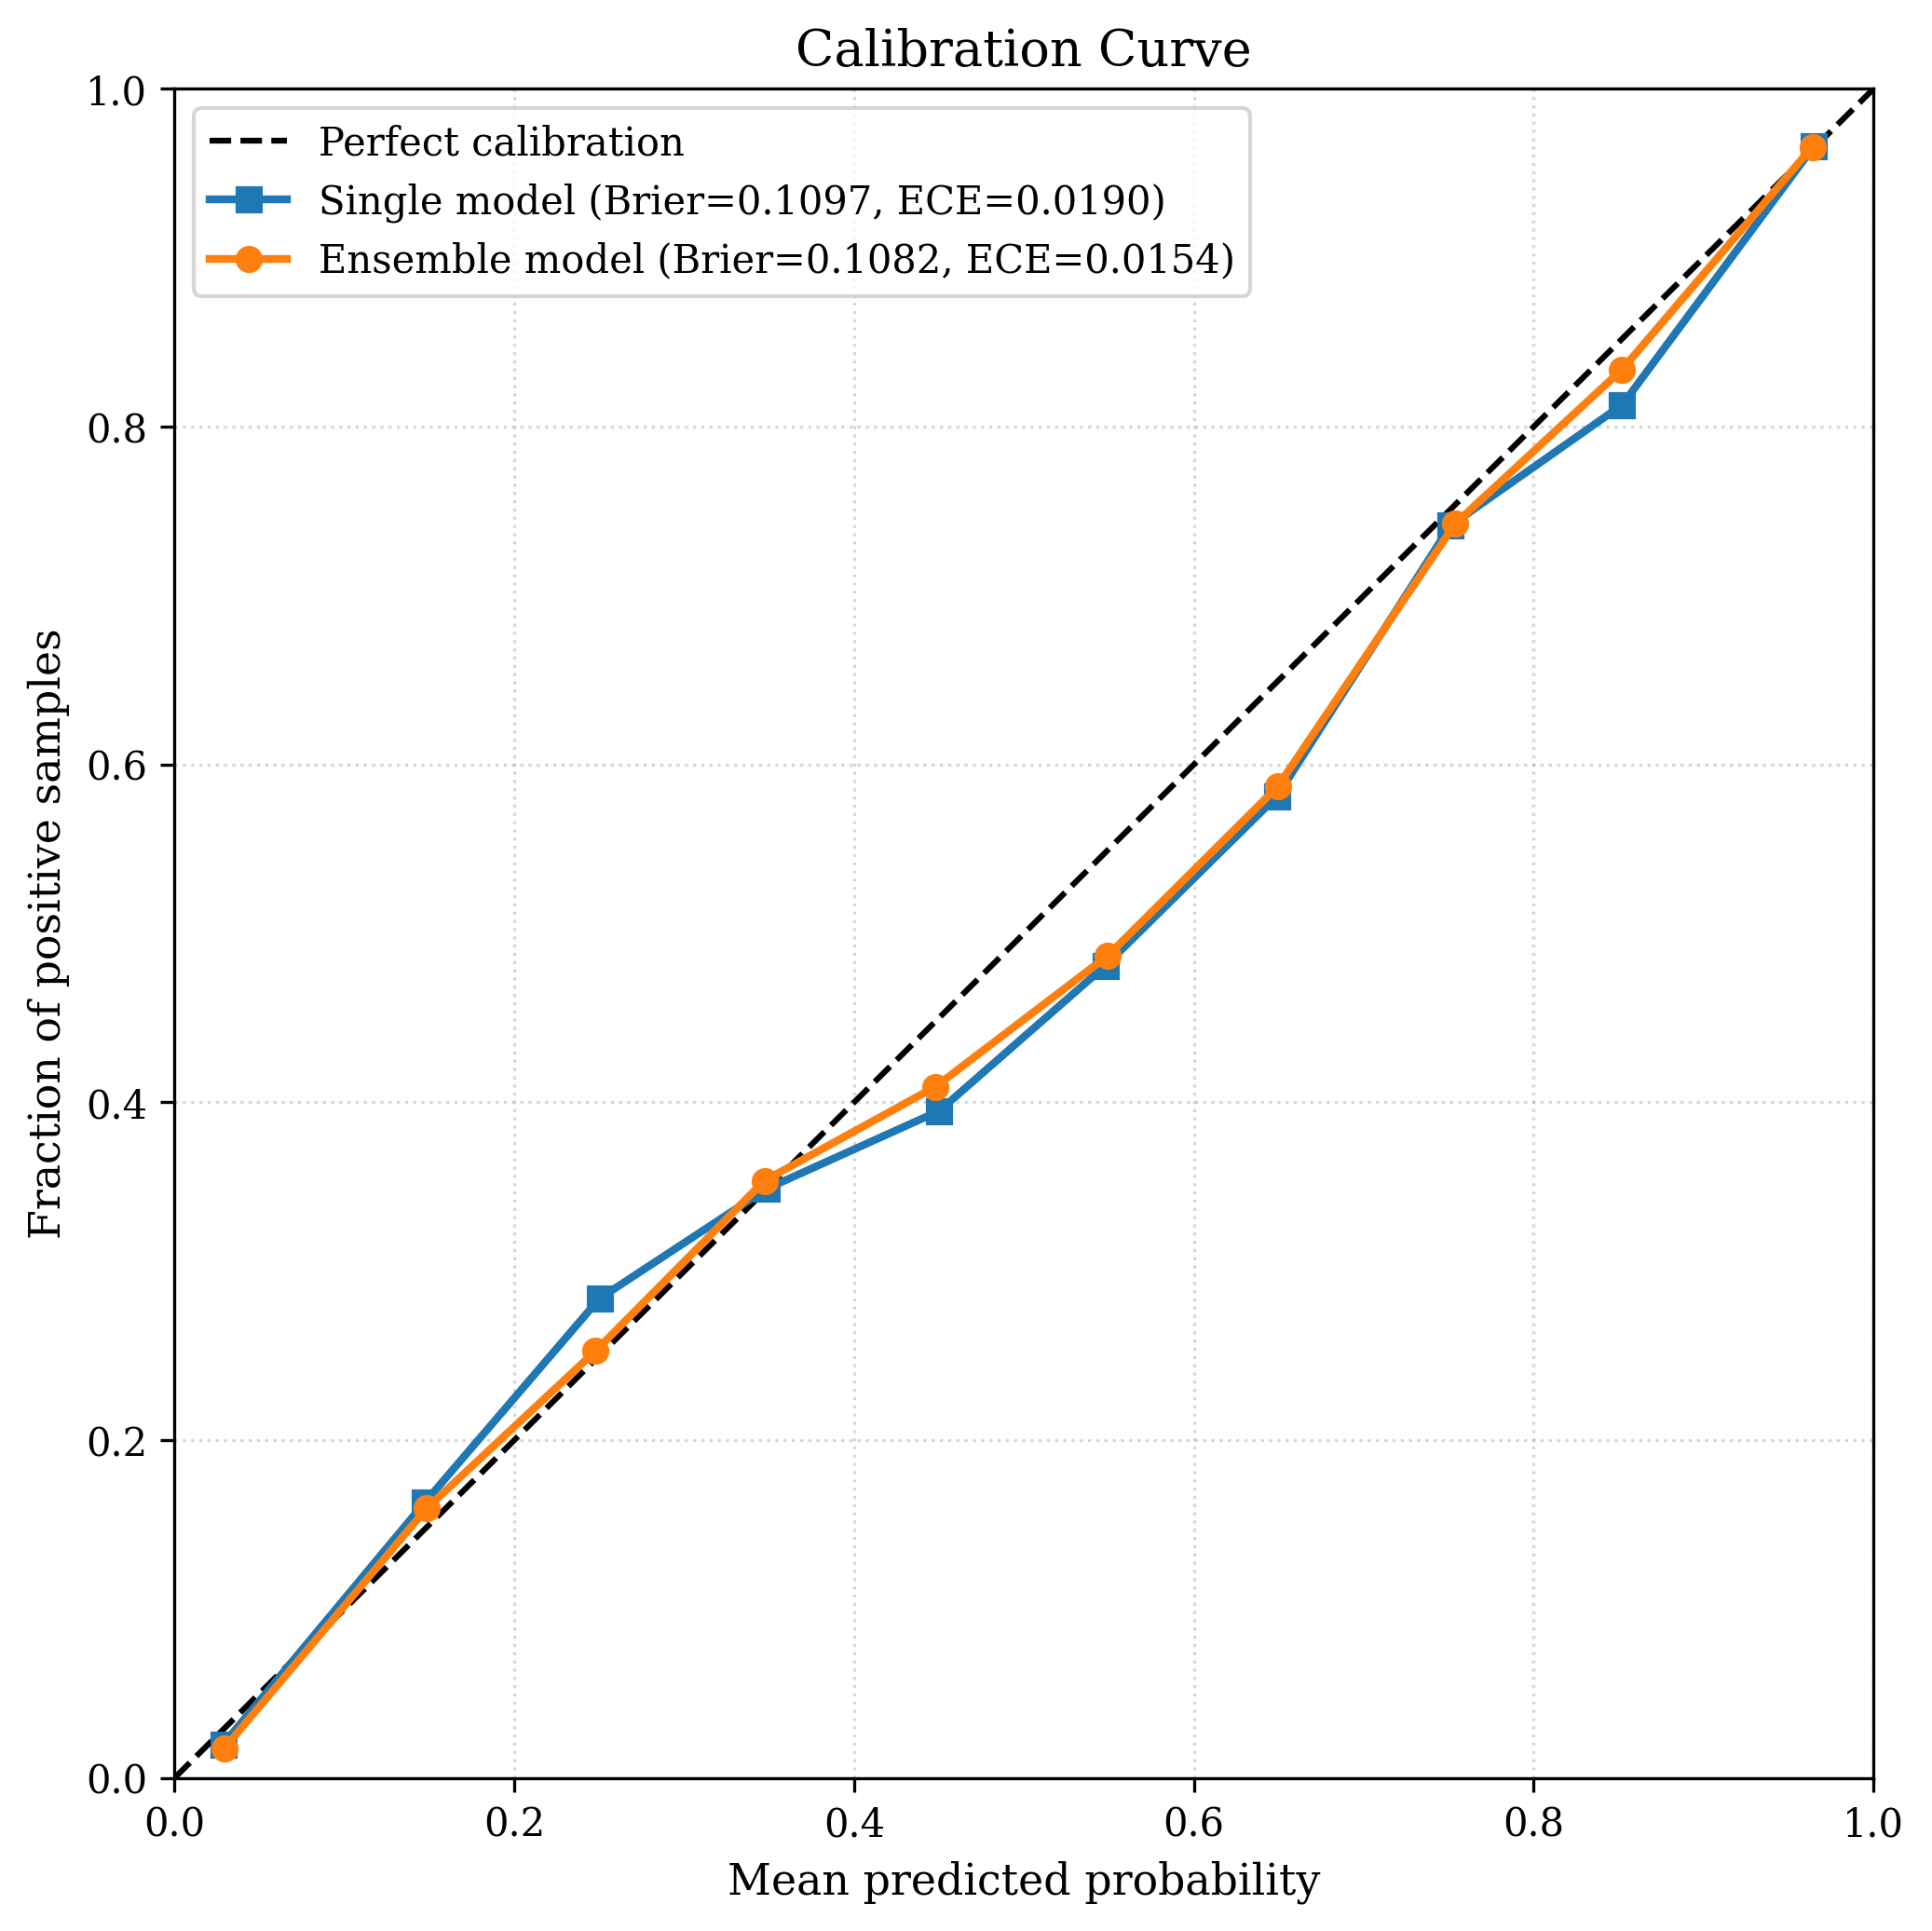 Calibration Curve
Perfect calibration
Single model (Brier=0.1097, ECE=0.0190)
Ensemble model (Brier=0.1082, ECE=0.0154)
1.0
0.8
0.6
0.4
0.2
0.0
Fraction of positive samples
0.0 0.2 0.4 0.6 0.8 1.0
Mean predicted probability